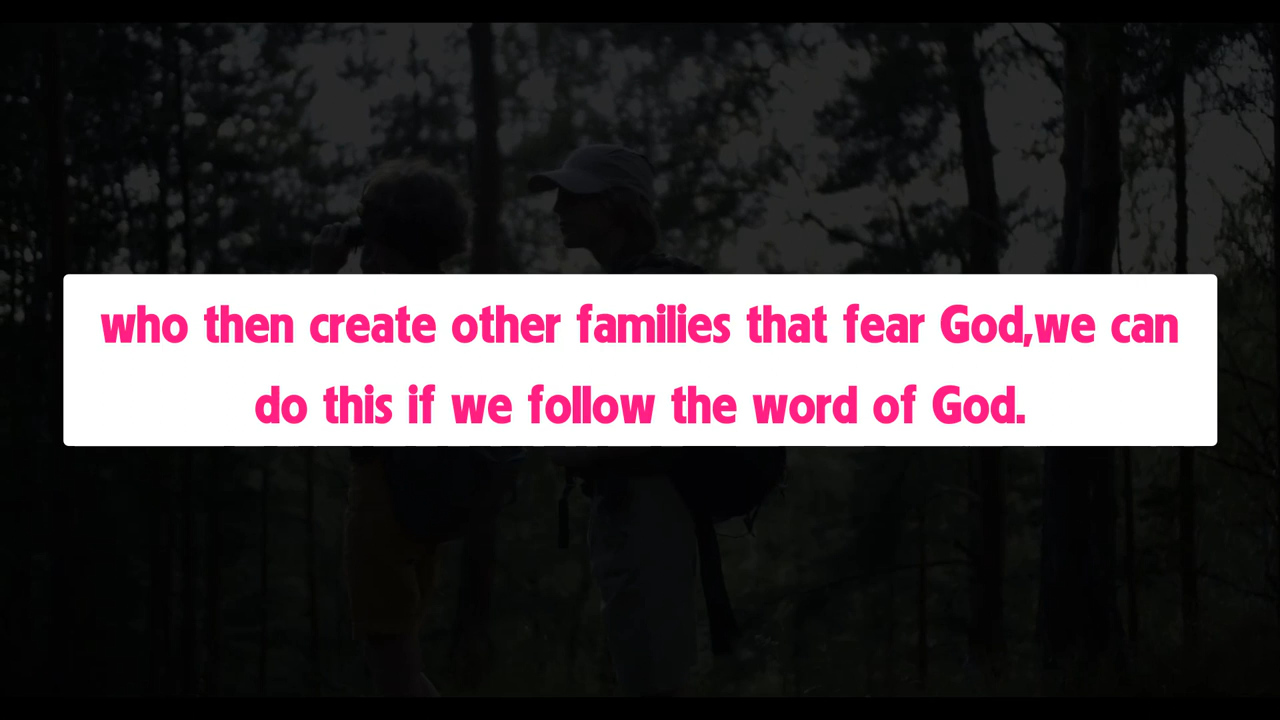 who then create other families that fear God,we can
do this if we follow the word of God.